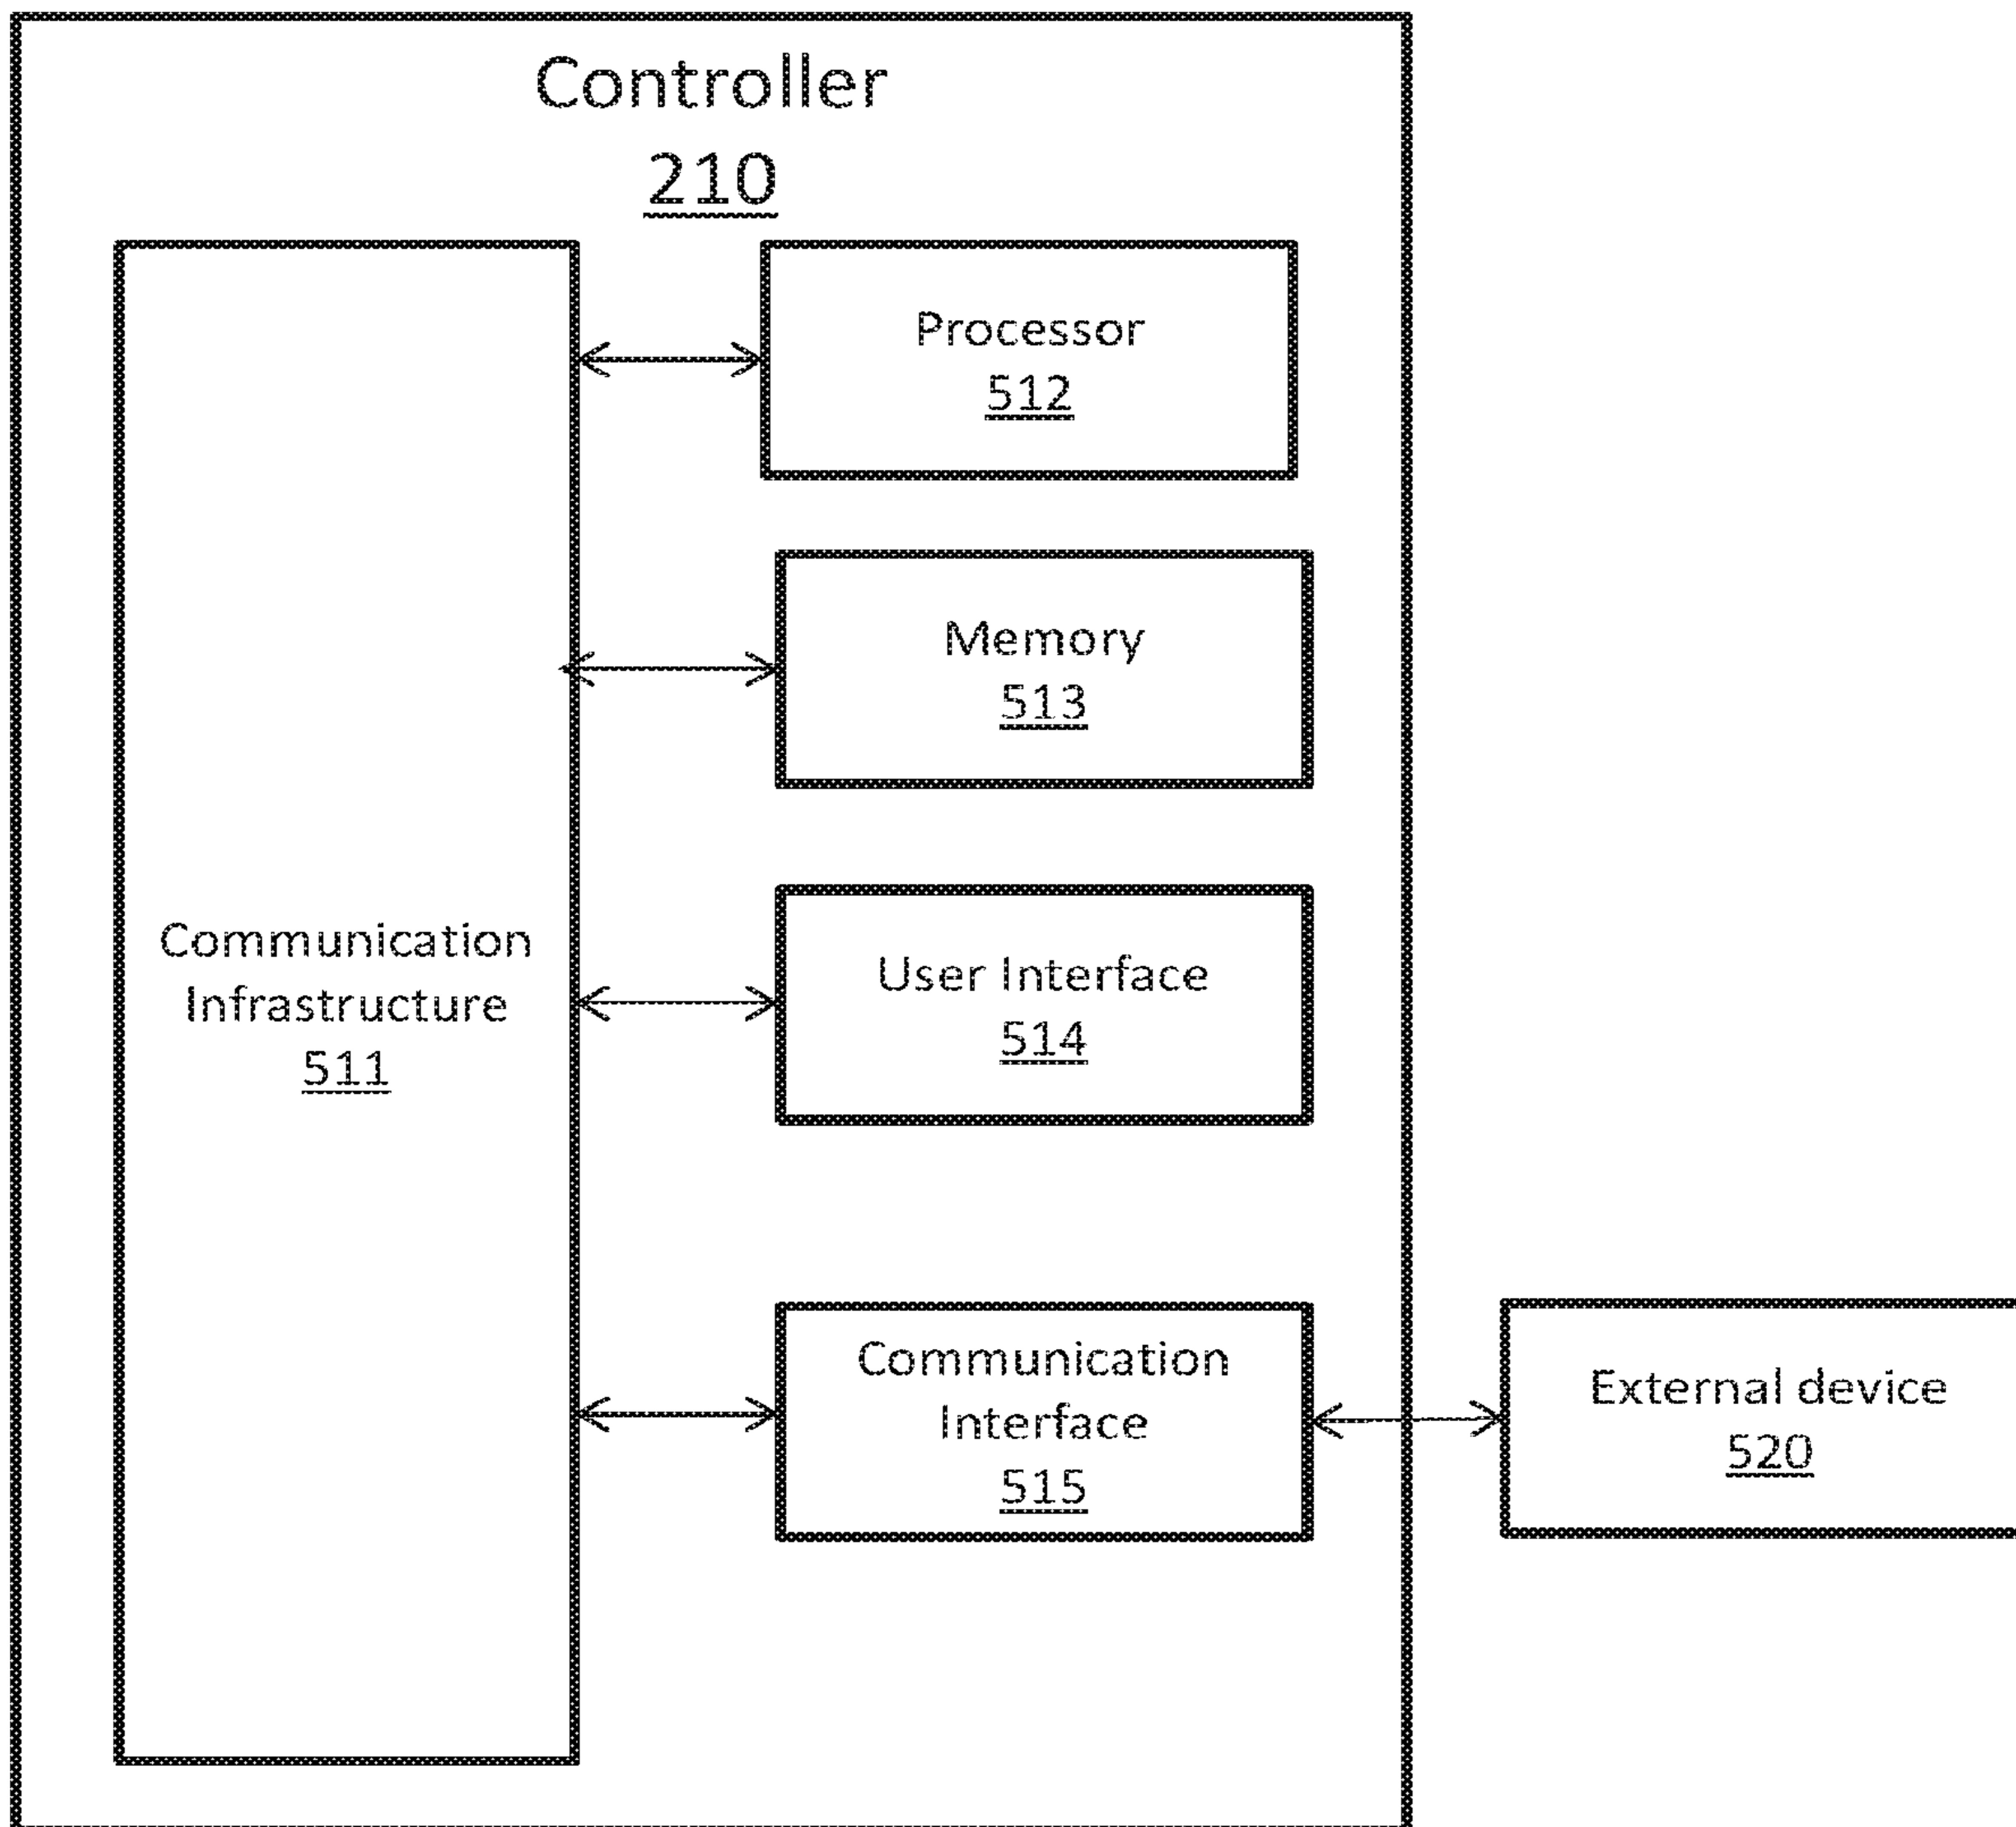 Controller
210
Processor
512
Memory
513
Communication
Infrastructure
511
User Interface
514
Communication
Interface
515
External device
520